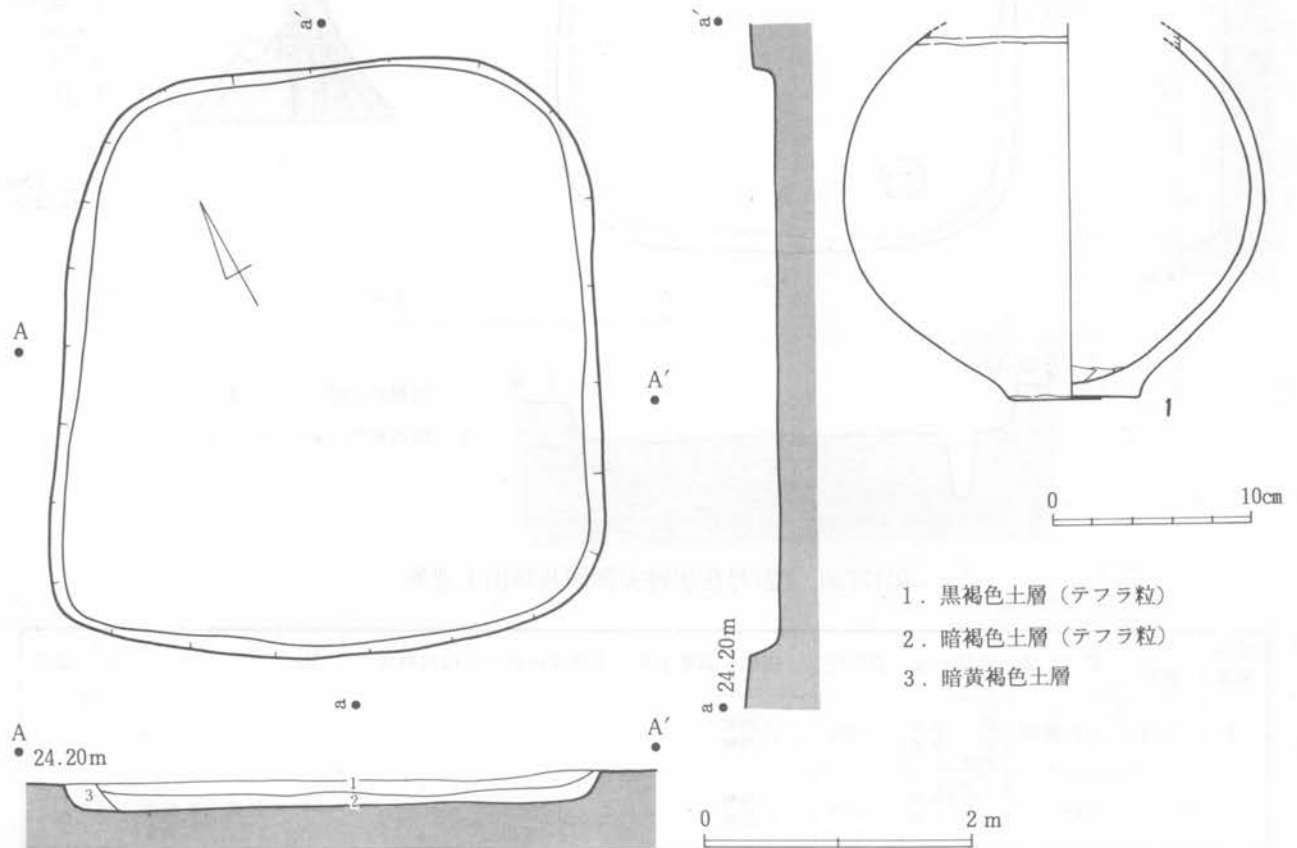 a′
A
A′
a
A
24.20m
A′
1
2
3
a′
a 24.20m
1
0 10cm
1. 黒褐色土層（テフラ粒）
2. 暗褐色土層（テフラ粒）
3. 暗黄褐色土層
0 2 m